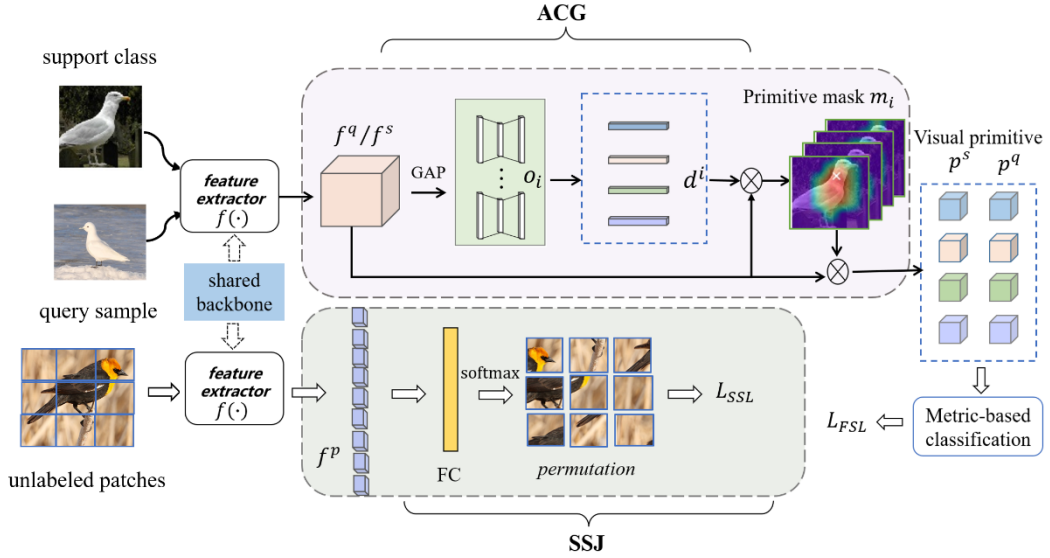 ACG
support class
Primitive mask m_i
f^q/f^s
Visual primitive
p^s p^q
GAP
o_i
d^i
feature
extractor
f(·)
shared
backbone
query sample
feature
extractor
f(·)
softmax
L_SSL
L_FSL
Metric-based
classification
f^p
FC
permutation
unlabeled patches
SSJ